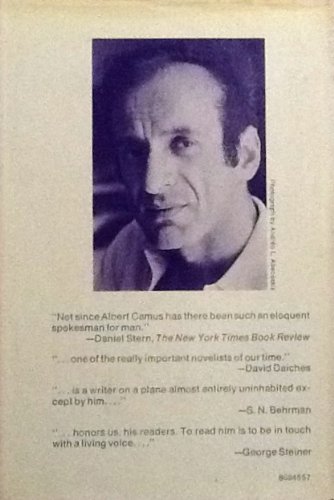 Photograph by
"Not since Albert Camus has there been such an eloquent
spokesman for man."
—Daniel Stern, The New York Times Book Review
". . . one of the really important novelists of our time."
—David Daiches
". . . is a writer on a plane almost entirely uninhabited ex-
cept by him. . . ."
—S. N. Behrman
". . . honors us, his readers. To read him is to be in touch
with a living voice. . . ."
—George Steiner